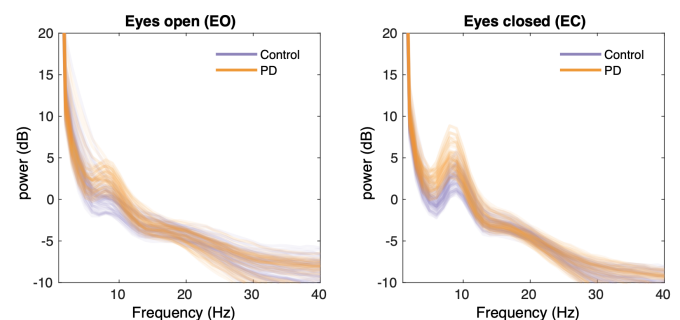 Eyes open (EO)
20
15
10
5
0
-5
-10
power (dB)
Control
PD
10
20
30
40
Frequency (Hz)
Eyes closed (EC)
20
15
10
5
0
-5
-10
power (dB)
Control
PD
10
20
30
40
Frequency (Hz)